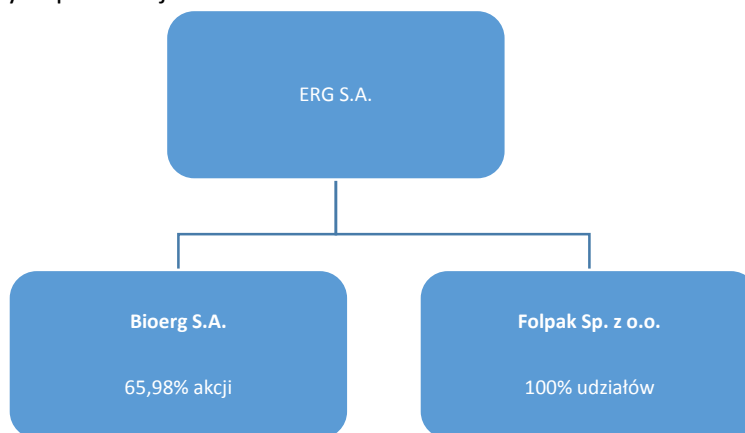 ERG S.A.
Bioerg S.A.
65,98% akcji
Folpak Sp. z o.o.
100% udziałów